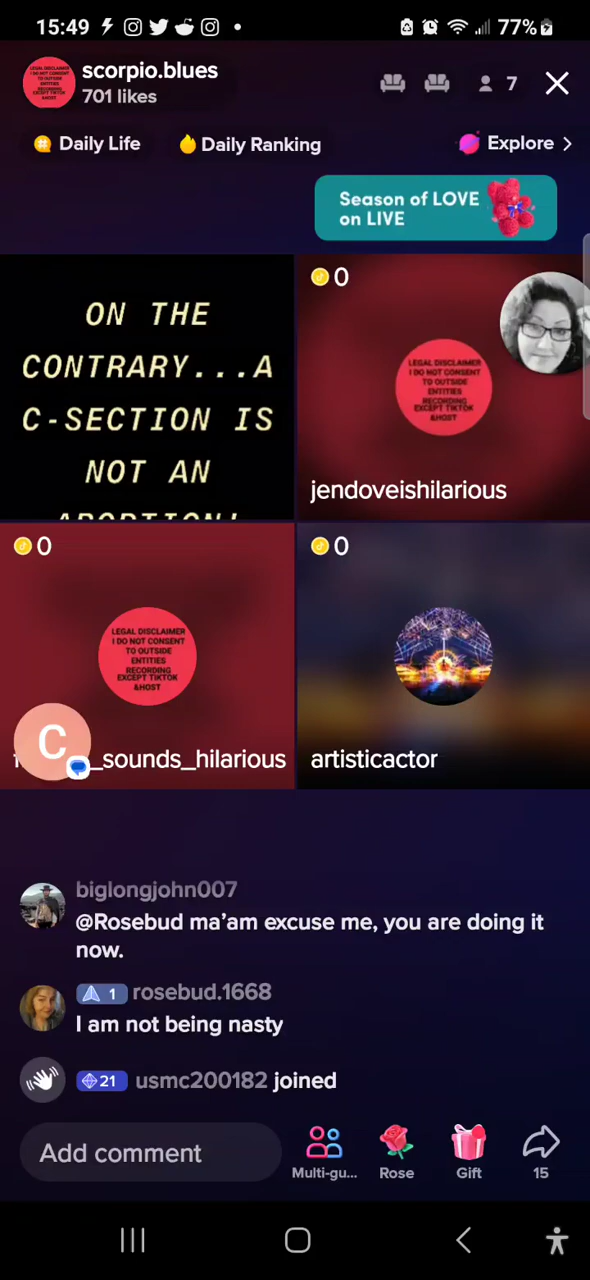 15:49
77%
scorpio.blues
701 likes
7
Daily Life
Daily Ranking
Explore >
Season of LOVE
on LIVE
ON THE
CONTRARY...A
C-SECTION IS
NOT AN
ABORTION!
0
LEGAL DISCLAIMER
I DO NOT CONSENT
TO OUTSIDE
ENTITIES
RECORDING
EXCEPT TIKTOK
&HOST
jendoveishilarious
0
LEGAL DISCLAIMER
I DO NOT CONSENT
TO OUTSIDE
ENTITIES
RECORDING
EXCEPT TIKTOK
&HOST
C
_sounds_hilarious
0
artisticactor
biglongjohn007
@Rosebud ma’am excuse me, you are doing it
now.
1 rosebud.1668
I am not being nasty
21 usmc200182 joined
Add comment
Multi-gu...
Rose
Gift
15